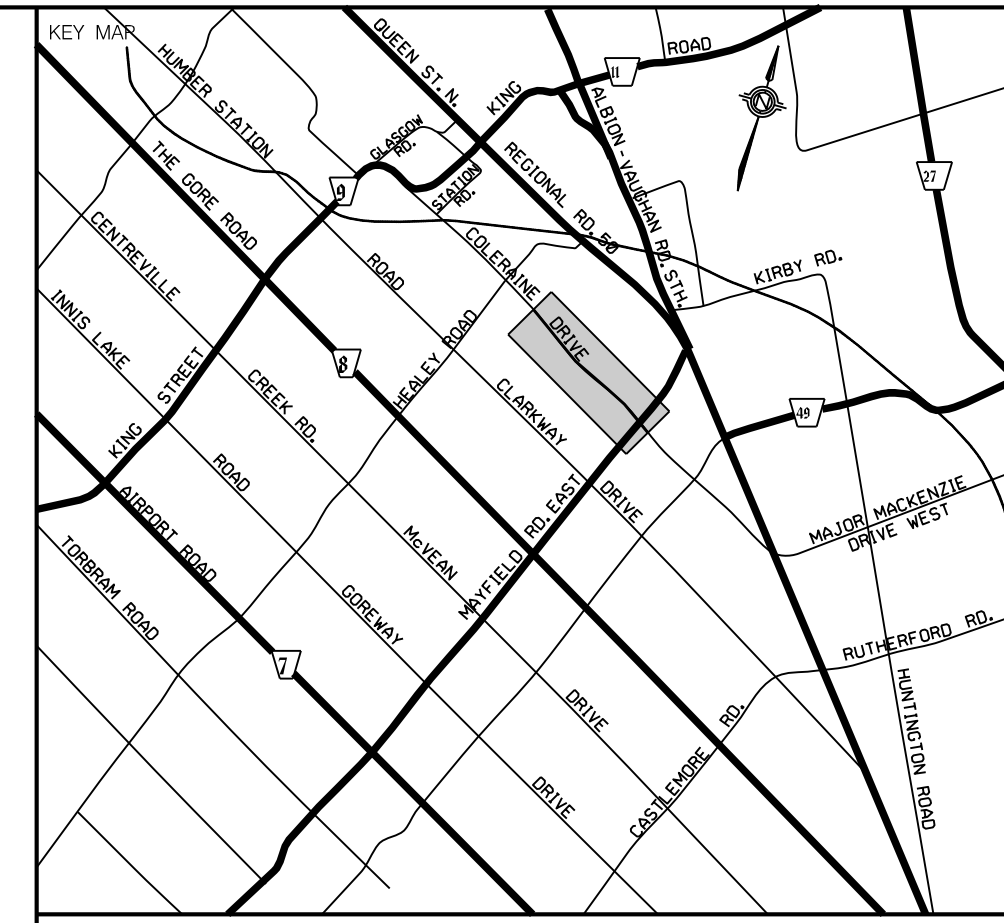 KEY MAP
QUEEN ST. N.
HUMBER STATION
KING
ROAD
11
ALBION - VAUGHAN RD. STH.
N
GLASGOW
RD.
STATION
RD.
REGIONAL RD. 50
THE GORE ROAD
9
27
CENTREVILLE
COLERAINE
ROAD
KIRBY RD.
INNIS LAKE
DRIVE
HEALEY ROAD
8
STREET
CREEK RD.
CLARKWAY
49
KING
ROAD
AIRPORT ROAD
DRIVE
MAJOR MACKENZIE
DRIVE WEST
MAYFIELD RD. EAST
McVEAN
TORBRAM ROAD
GOREWAY
RUTHERFORD RD.
7
HUNTINGTON ROAD
DRIVE
CASTLEMORE RD.
DRIVE